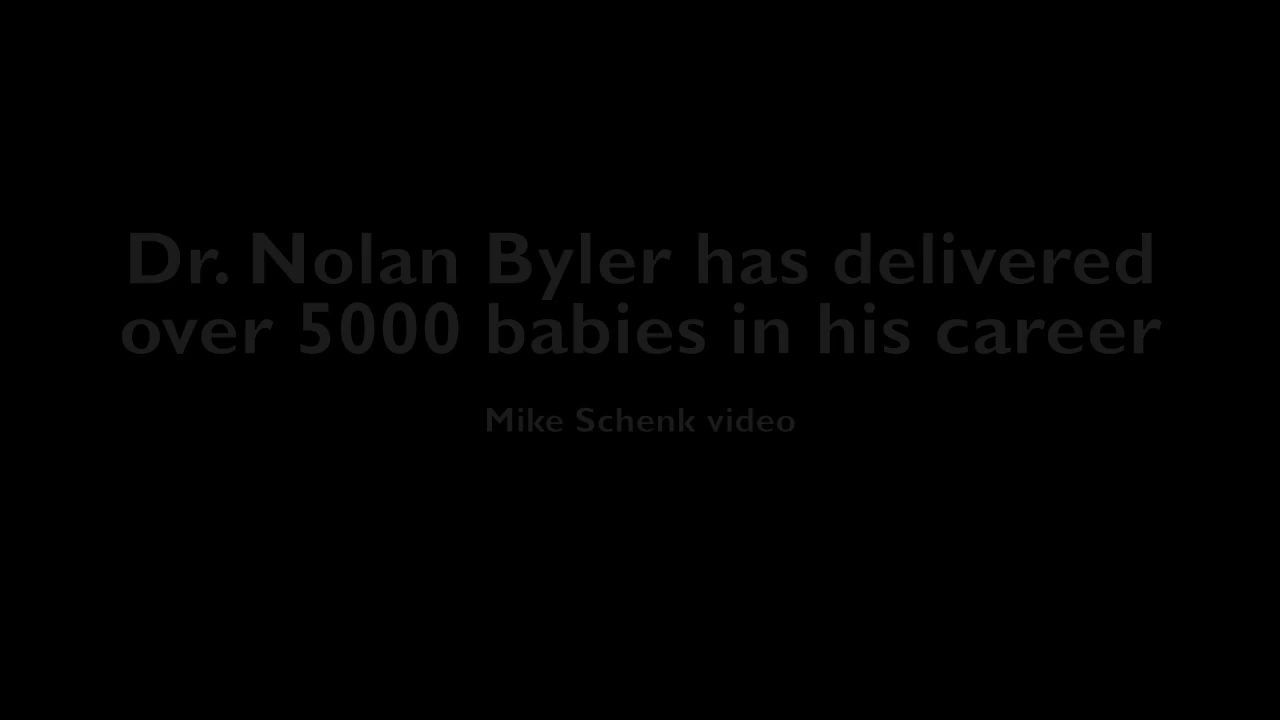 Dr. Nolan Byler has delivered
over 5000 babies in his career
Mike Schenk video